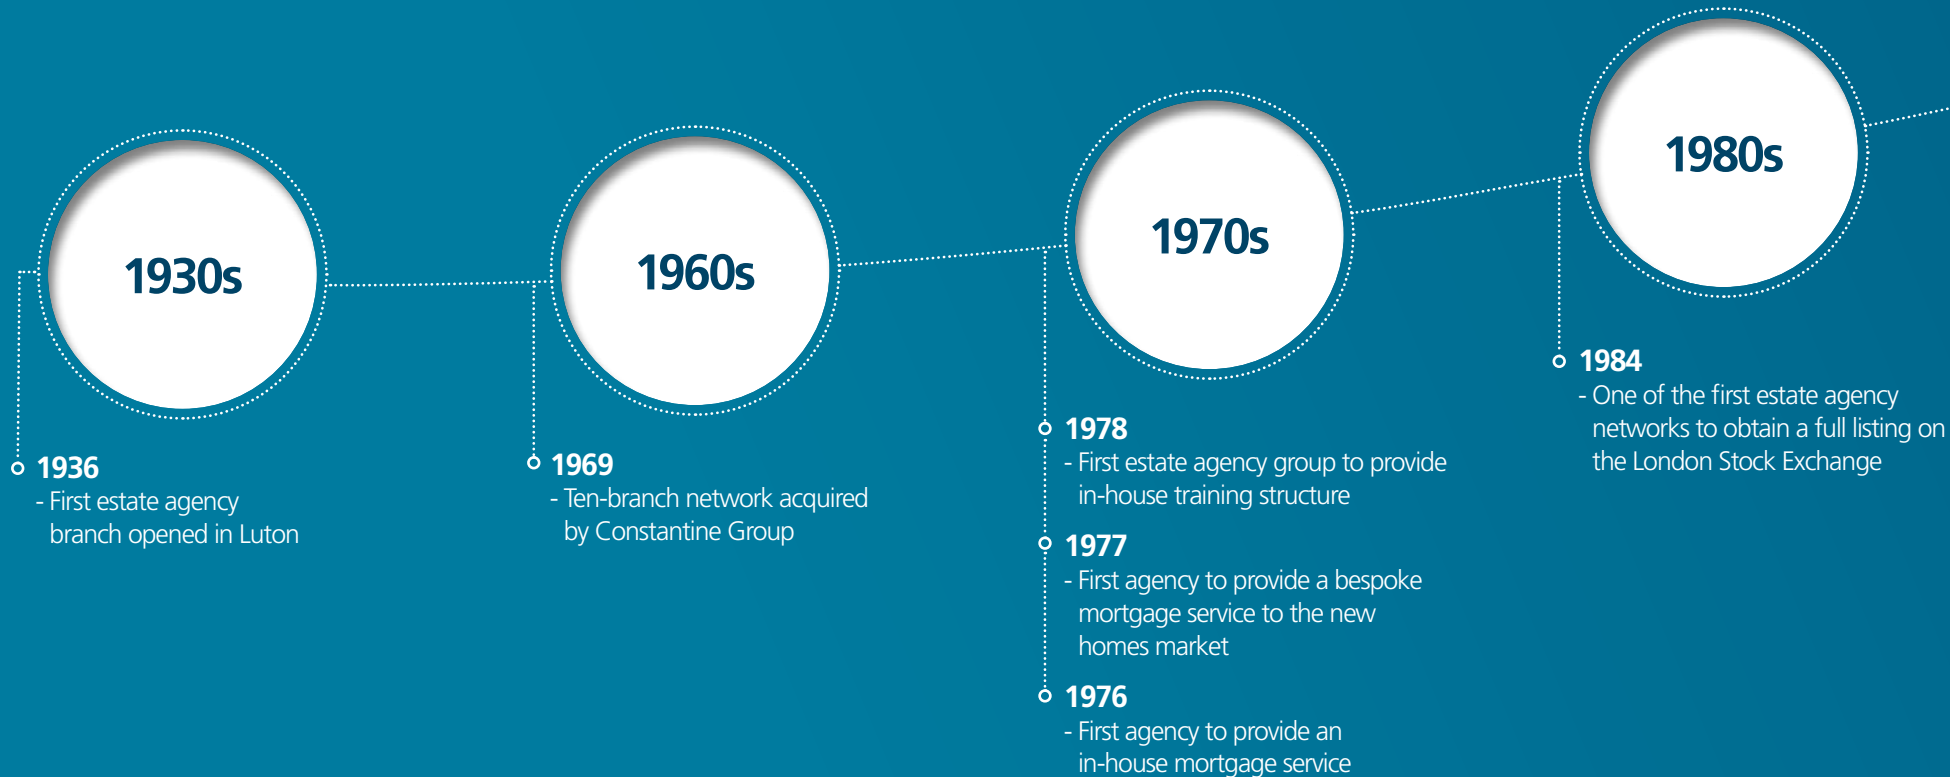 1930s
1936
- First estate agency
branch opened in Luton
1960s
1969
- Ten-branch network acquired
by Constantine Group
1970s
1978
- First estate agency group to provide
in-house training structure
1977
- First agency to provide a bespoke
mortgage service to the new
homes market
1976
- First agency to provide an
in-house mortgage service
1980s
1984
- One of the first estate agency
networks to obtain a full listing on
the London Stock Exchange